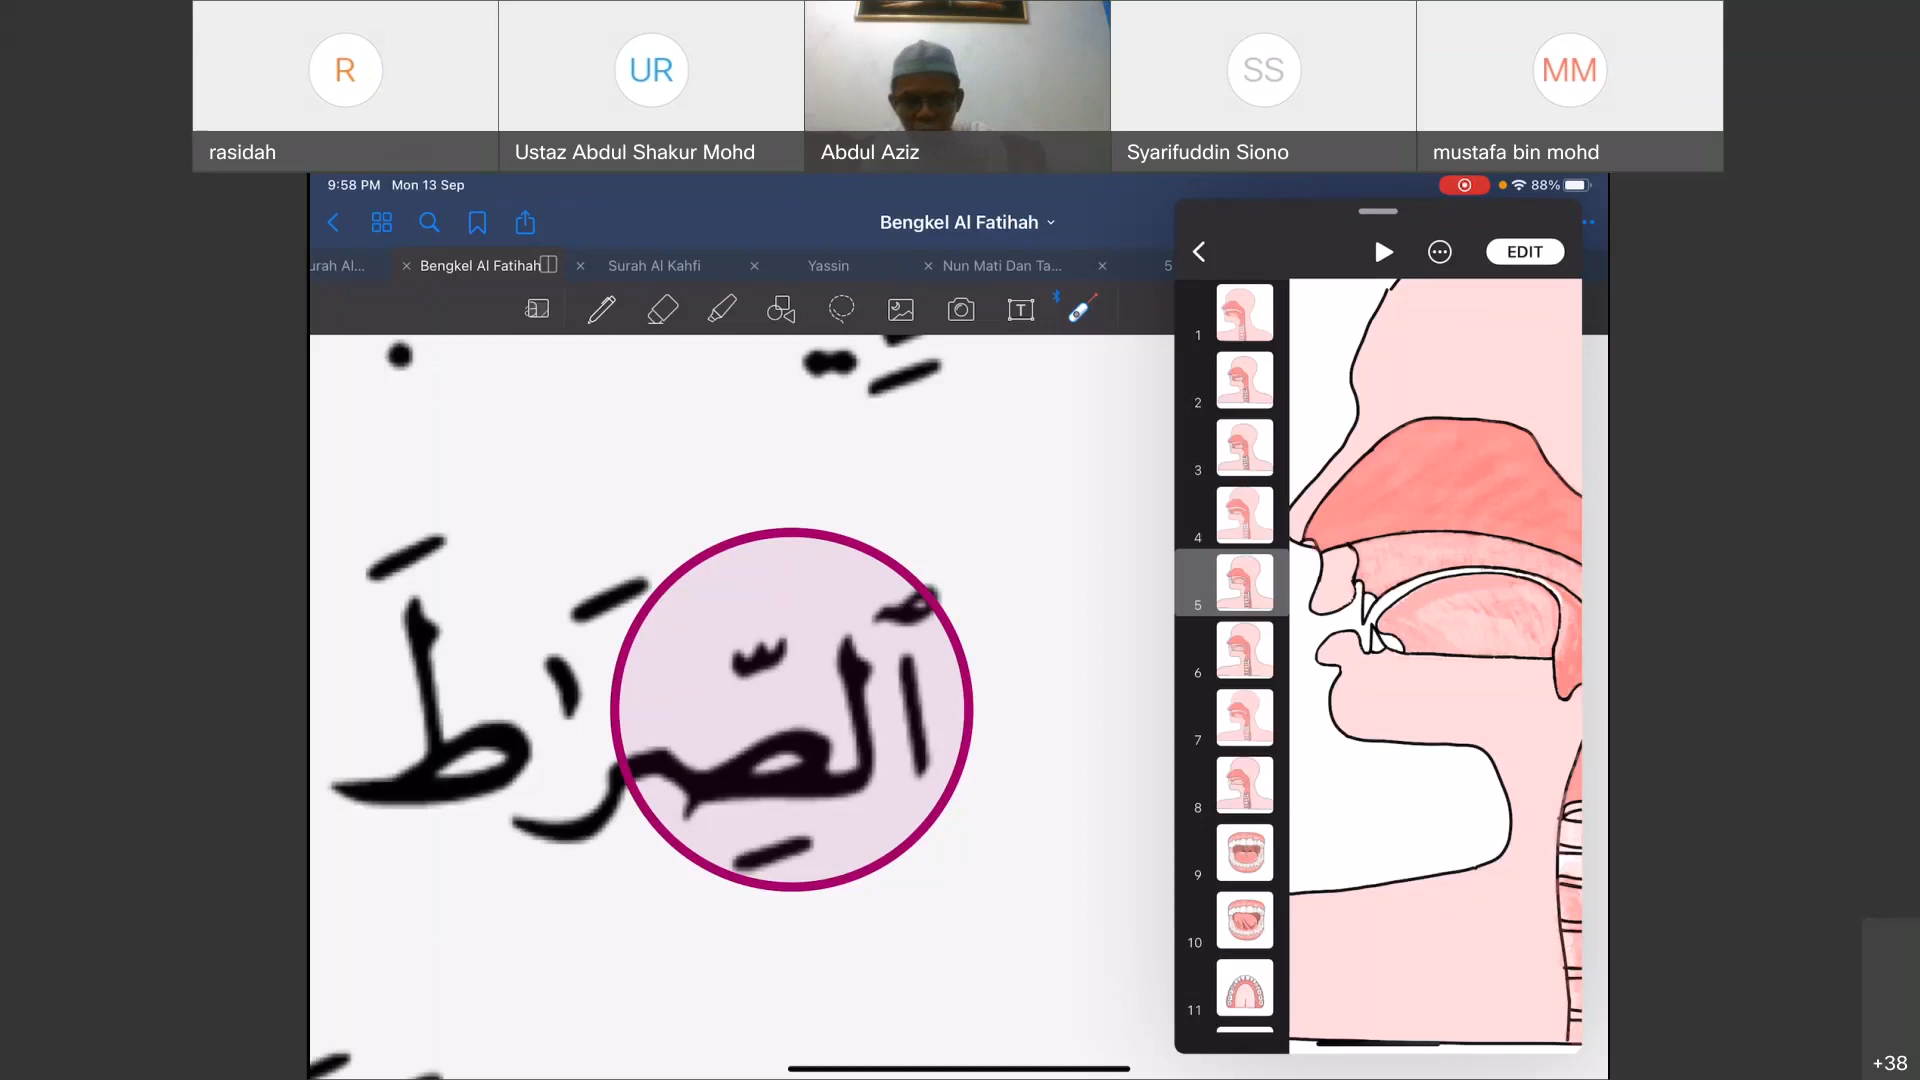 R
UR
SS
MM
rasidah
Ustaz Abdul Shakur Mohd
Abdul Aziz
Syarifuddin Siono
mustafa bin mohd
9:58 PM Mon 13 Sep
88%
Bengkel Al Fatihah
EDIT
urah Al...
Bengkel Al Fatihah
Surah Al Kahfi
Yassin
Nun Mati Dan Ta...
5
T
ٱلصِّرَٰطَ
1
2
3
4
5
6
7
8
9
10
11
+38